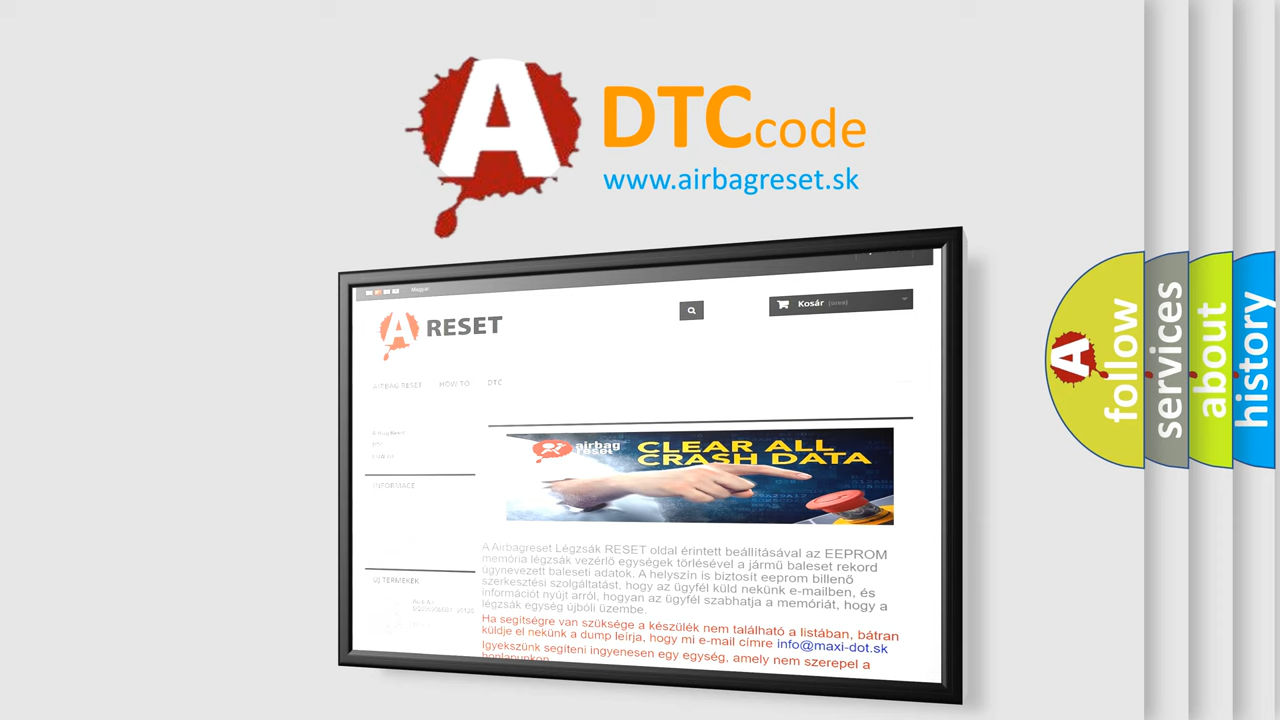 A
DTCcode
www.airbagreset.sk
Magyar
A RESET
Kosár (üres)
AIRBAG RESET HOW TO DTC
INFORMACE
ÚJ TERMÉKEK
airbag
reset
CLEAR ALL
CRASH DATA
A Airbagreset Légzsák RESET oldal érintett beállításával az EEPROM
memória légzsák vezérlő egységek törlésével a jármű baleset rekord
úgynevezett baleseti adatok. A helyszín is biztosít eeprom billenő
szerkesztési szolgáltatást, hogy az ügyfél küld nekünk e-mailben, és
információt nyújt arról, hogyan az ügyfél szabhatja a memóriát, hogy a
légzsák egység újbóli üzembe.
Ha segítségre van szüksége a készülék nem található a listában, bátran
küldje el nekünk a dump leírja, hogy mi e-mail címre info@maxi-dot.sk
Igyekszünk segíteni ingyenesen egy egység, amely nem szerepel a
honlapunkon
A
follow
services
about
history